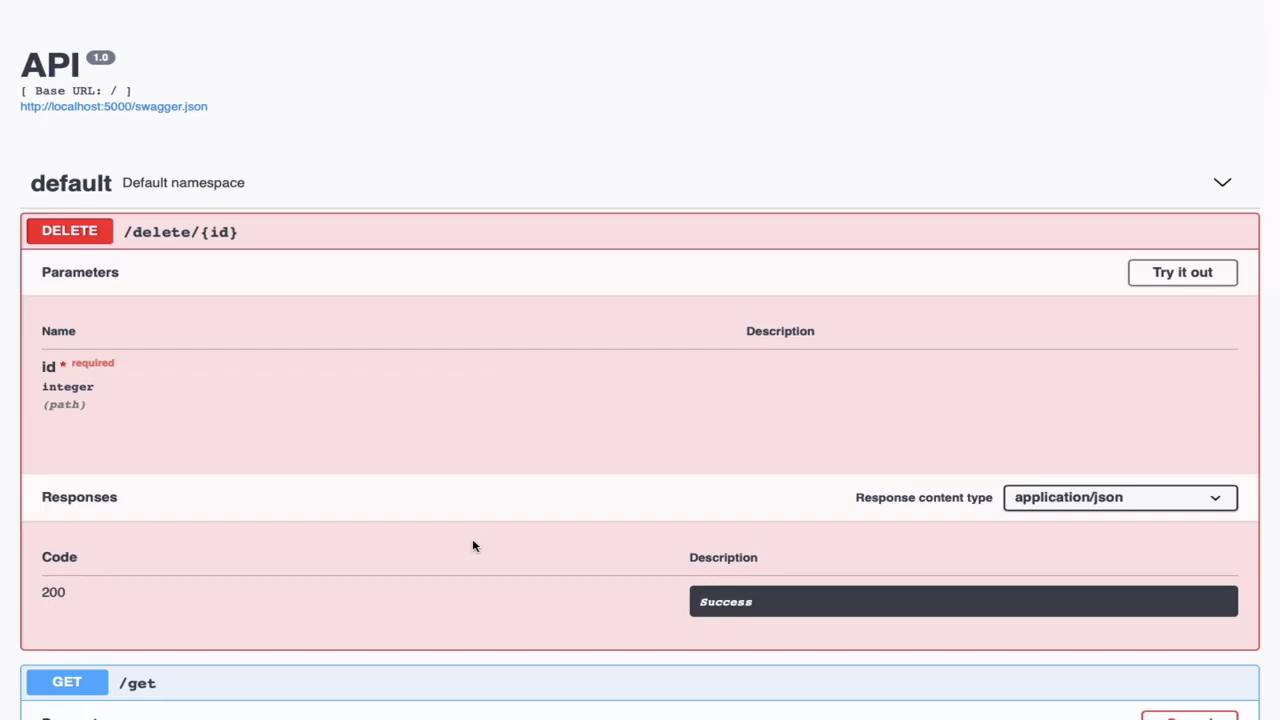 API 1.0
[ Base URL: / ]
http://localhost:5000/swagger.json
default Default namespace
DELETE /delete/{id}
Parameters Try it out
Name Description
id * required
integer
(path)
Responses Response content type application/json
Code Description
200 Success
GET /get